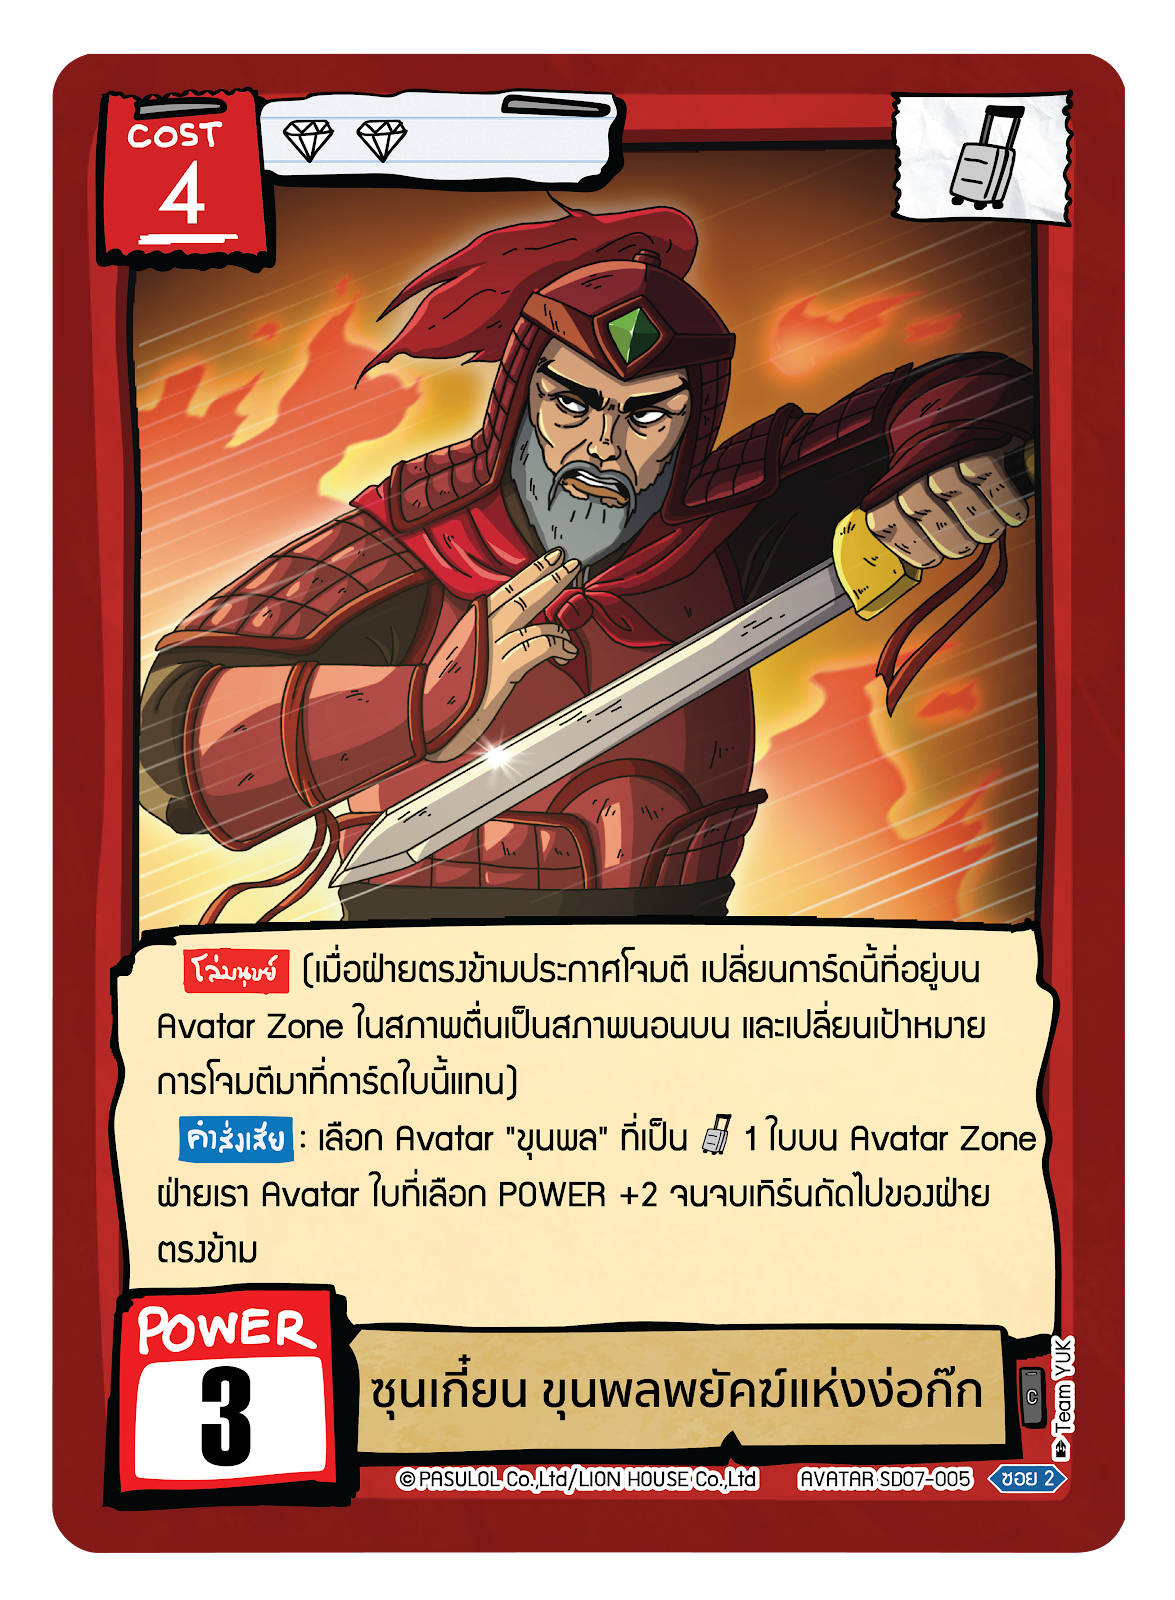 COST
4
โล่มนุษย์ (เมื่อฝ่ายตรงข้ามประกาศโจมตี เปลี่ยนการ์ดนี้ที่อยู่บน
Avatar Zone ในสภาพตื่นเป็นสภาพนอนบน และเปลี่ยนเป้าหมาย
การโจมตีมาที่การ์ดใบนี้แทน)
คำสั่งเสีย : เลือก Avatar "ขุนพล" ที่เป็น 1 ใบบน Avatar Zone
ฝ่ายเรา Avatar ใบที่เลือก POWER +2 จนจบเทิร์นถัดไปของฝ่าย
ตรงข้าม
POWER
3
ซุนเกี๋ยน ขุนพลพยัคฆ์แห่งง่อก๊ก
C
Team YUK
© PASULOL Co.,Ltd/LION HOUSE Co.,Ltd AVATAR SD07-005 ซอย 2